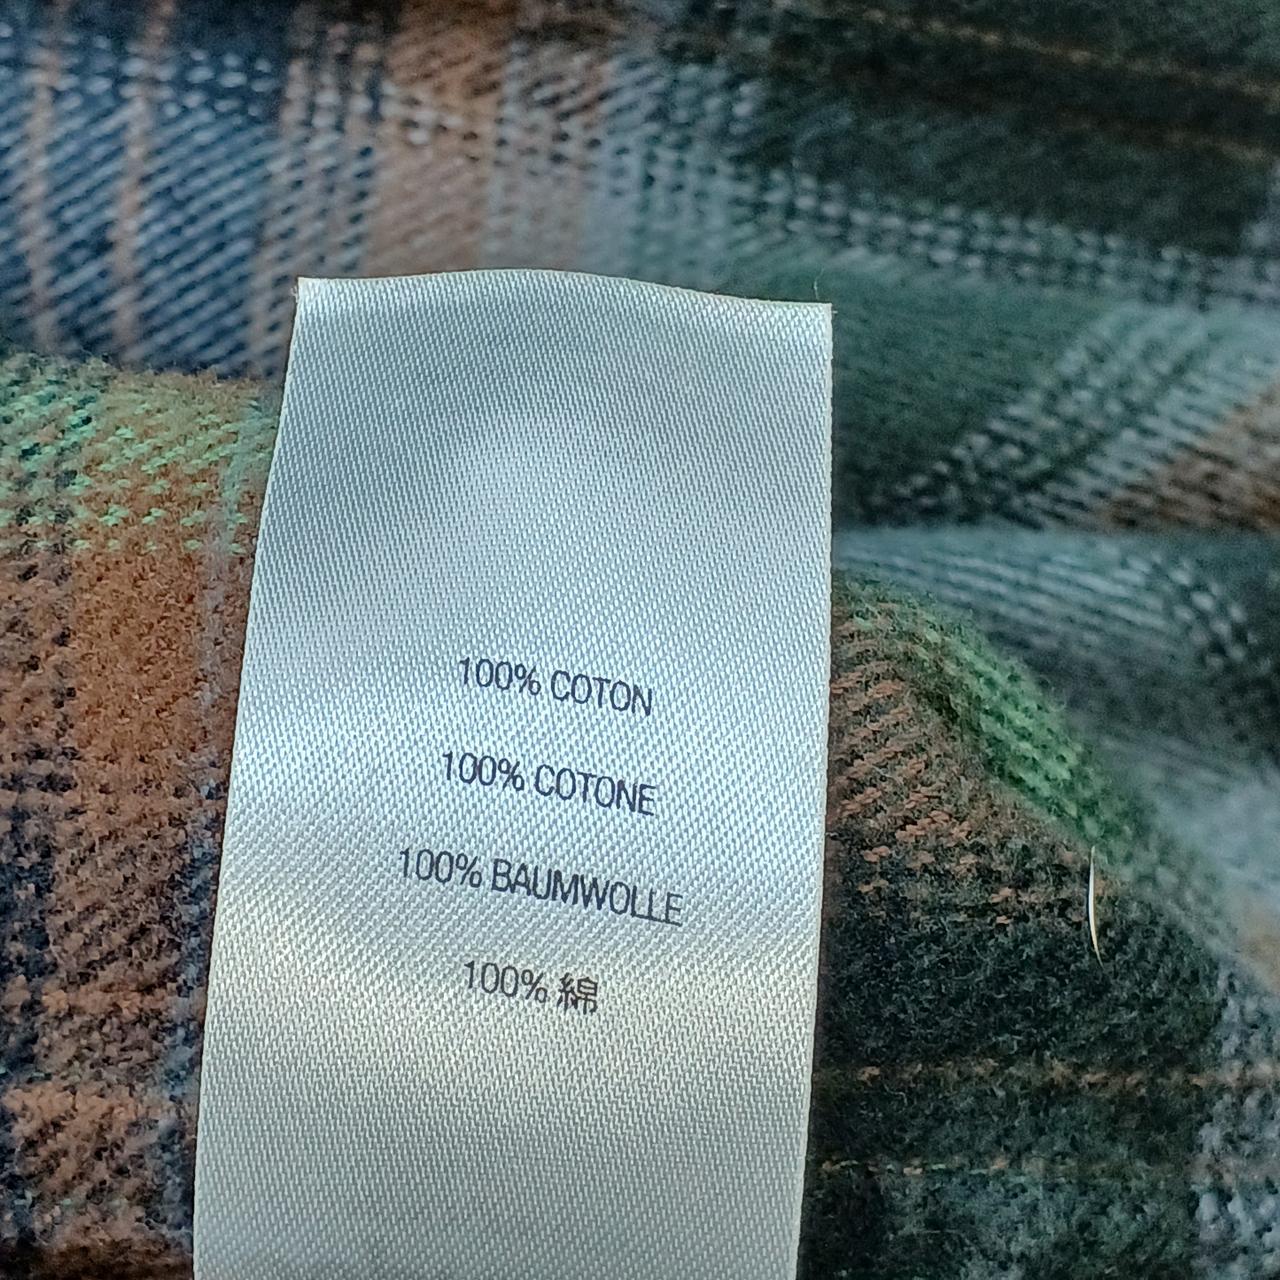 100% COTON
100% COTONE
100% BAUMWOLLE
100% 綿